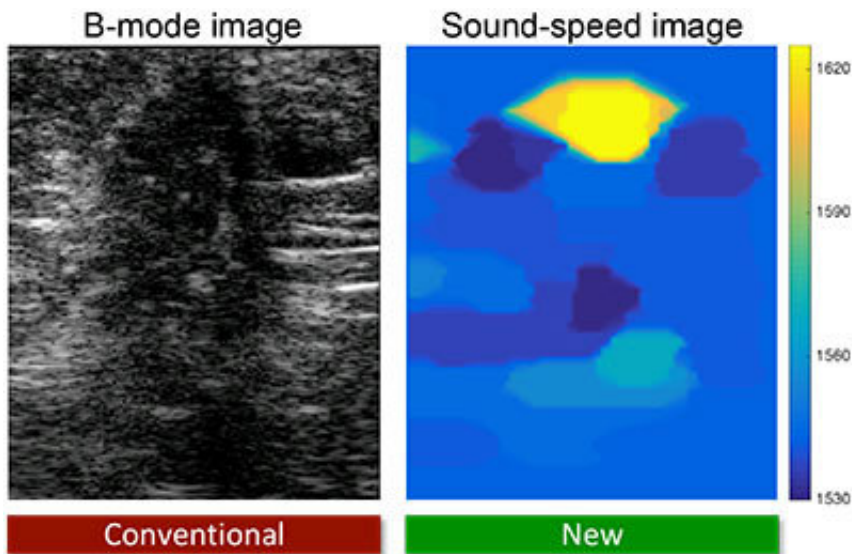 B-mode image
Sound-speed image
1620
1590
1560
1530
Conventional
New